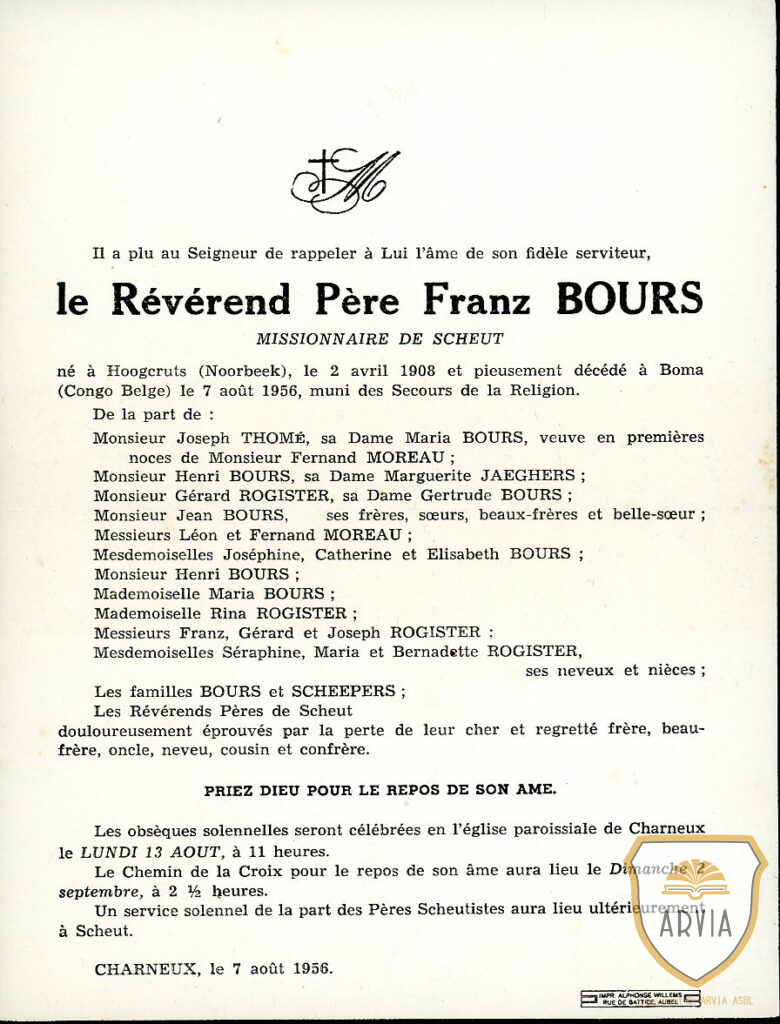 Il a plu au Seigneur de rappeler à Lui l'âme de son fidèle serviteur,
le Révérend Père Franz BOURS
MISSIONNAIRE DE SCHEUT
né à Hoogcruts (Noorbeek), le 2 avril 1908 et pieusement décédé à Boma
(Congo Belge) le 7 août 1956, muni des Secours de la Religion.
De la part de :
Monsieur Joseph THOMÉ, sa Dame Maria BOURS, veuve en premières
noces de Monsieur Fernand MOREAU ;
Monsieur Henri BOURS, sa Dame Marguerite JAEGHERS ;
Monsieur Gérard ROGISTER, sa Dame Gertrude BOURS ;
Monsieur Jean BOURS, ses frères, sœurs, beaux-frères et belle-sœur ;
Messieurs Léon et Fernand MOREAU ;
Mesdemoiselles Joséphine, Catherine et Elisabeth BOURS ;
Monsieur Henri BOURS ;
Mademoiselle Maria BOURS ;
Mademoiselle Rina ROGISTER ;
Messieurs Franz, Gérard et Joseph ROGISTER :
Mesdemoiselles Séraphine, Maria et Bernadette ROGISTER,
ses neveux et nièces ;
Les familles BOURS et SCHEEPERS ;
Les Révérends Pères de Scheut
douloureusement éprouvés par la perte de leur cher et regretté frère, beau-
frère, oncle, neveu, cousin et confrère.
PRIEZ DIEU POUR LE REPOS DE SON AME.
Les obsèques solennelles seront célébrées en l'église paroissiale de Charneux
le LUNDI 13 AOUT, à 11 heures.
Le Chemin de la Croix pour le repos de son âme aura lieu le Dimanche 2
septembre, à 2 ½ heures.
Un service solennel de la part des Pères Scheutistes aura lieu ultérieurement
à Scheut.
CHARNEUX, le 7 août 1956.
ARVIA
IMPR. ALPHONSE WILLEMS
RUE DE BATTICE, AUBEL
ARVIA ASBL